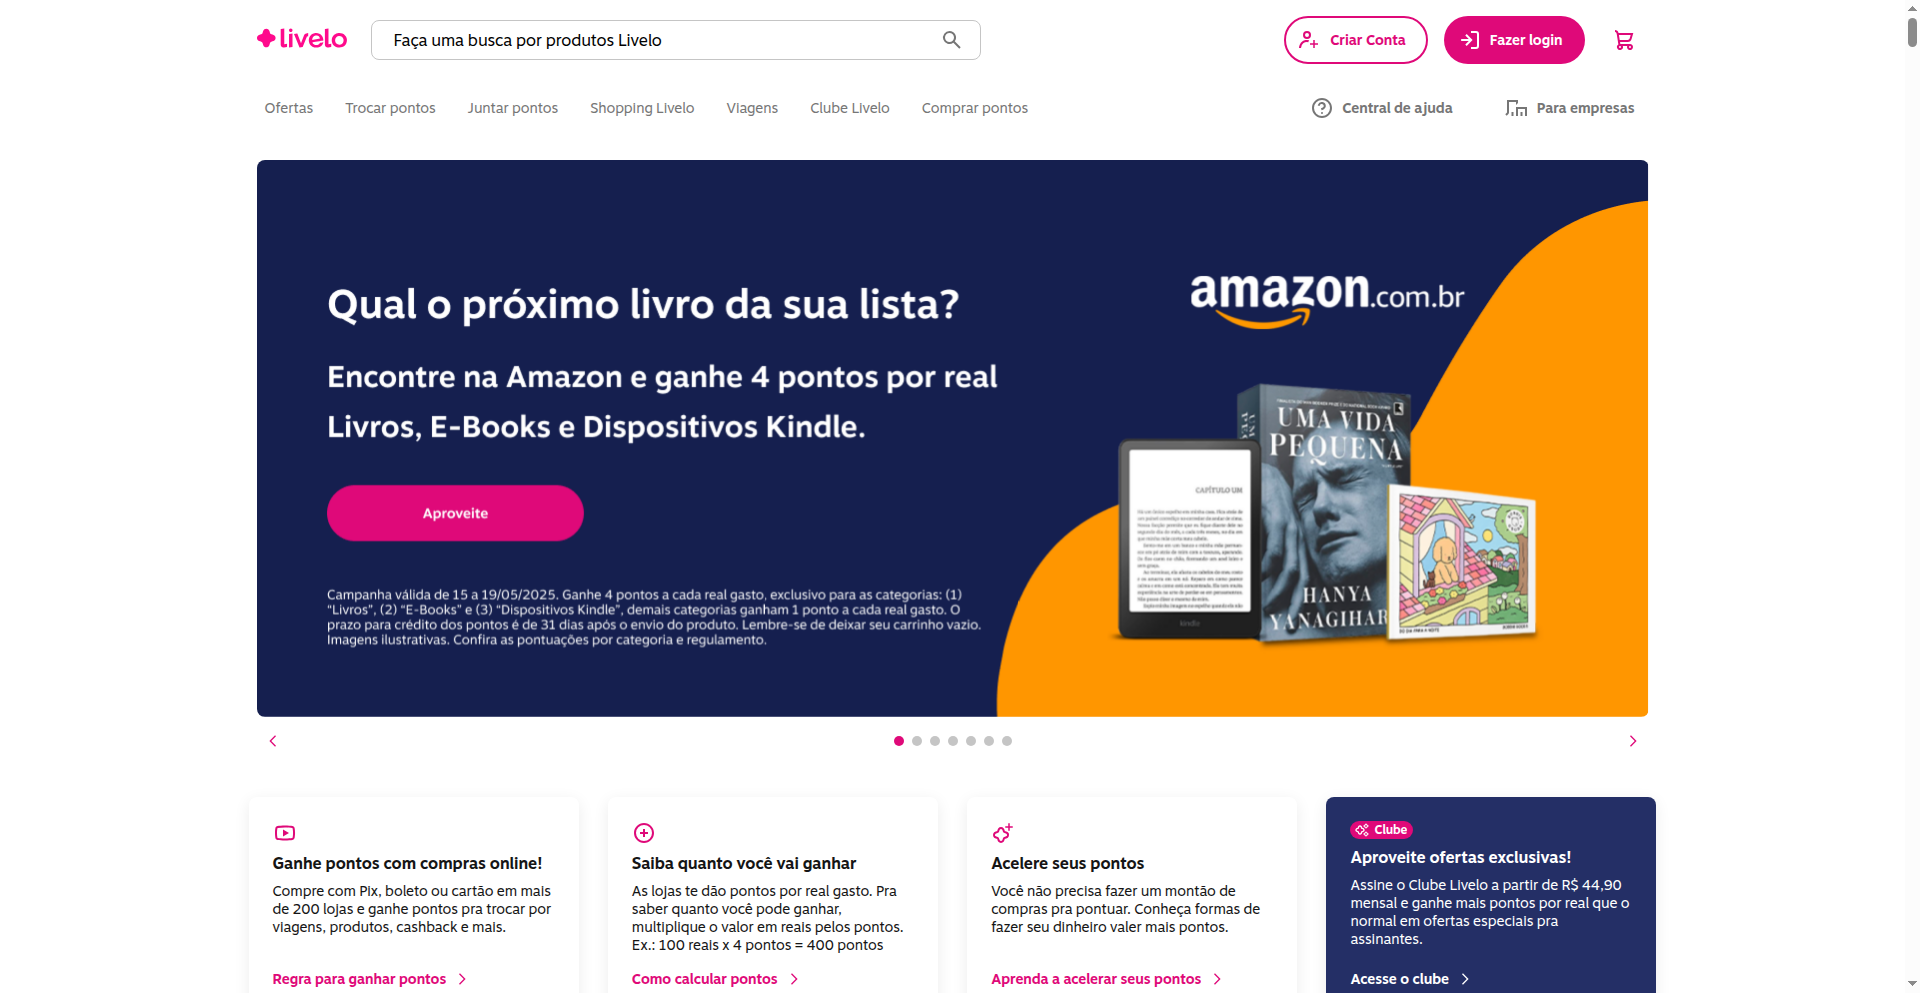 livelo
Faça uma busca por produtos Livelo
Criar Conta
Fazer login
Ofertas
Trocar pontos
Juntar pontos
Shopping Livelo
Viagens
Clube Livelo
Comprar pontos
Central de ajuda
Para empresas
Qual o próximo livro da sua lista?
Encontre na Amazon e ganhe 4 pontos por real
Livros, E-Books e Dispositivos Kindle.
Aproveite
Campanha válida de 15 a 19/05/2025. Ganhe 4 pontos a cada real gasto, exclusivo para as categorias: (1)
"Livros", (2) "E-Books" e (3) "Dispositivos Kindle", demais categorias ganham 1 ponto a cada real gasto. O
prazo para crédito dos pontos é de 31 dias após o envio do produto. Lembre-se de deixar seu carrinho vazio.
Imagens ilustrativas. Confira as pontuações por categoria e regulamento.
amazon.com.br
UMA VIDA
PEQUENA
HANYA
YANAGIHAR
CAPÍTULO UM
kindle
Ganhe pontos com compras online!
Compre com Pix, boleto ou cartão em mais
de 200 lojas e ganhe pontos pra trocar por
viagens, produtos, cashback e mais.
Regra para ganhar pontos
Saiba quanto você vai ganhar
As lojas te dão pontos por real gasto. Pra
saber quanto você pode ganhar,
multiplique o valor em reais pelos pontos.
Ex.: 100 reais x 4 pontos = 400 pontos
Como calcular pontos
Acelere seus pontos
Você não precisa fazer um montão de
compras pra pontuar. Conheça formas de
fazer seu dinheiro valer mais pontos.
Aprenda a acelerar seus pontos
Clube
Aproveite ofertas exclusivas!
Assine o Clube Livelo a partir de R$ 44,90
mensal e ganhe mais pontos por real que o
normal em ofertas especiais pra
assinantes.
Acesse o clube